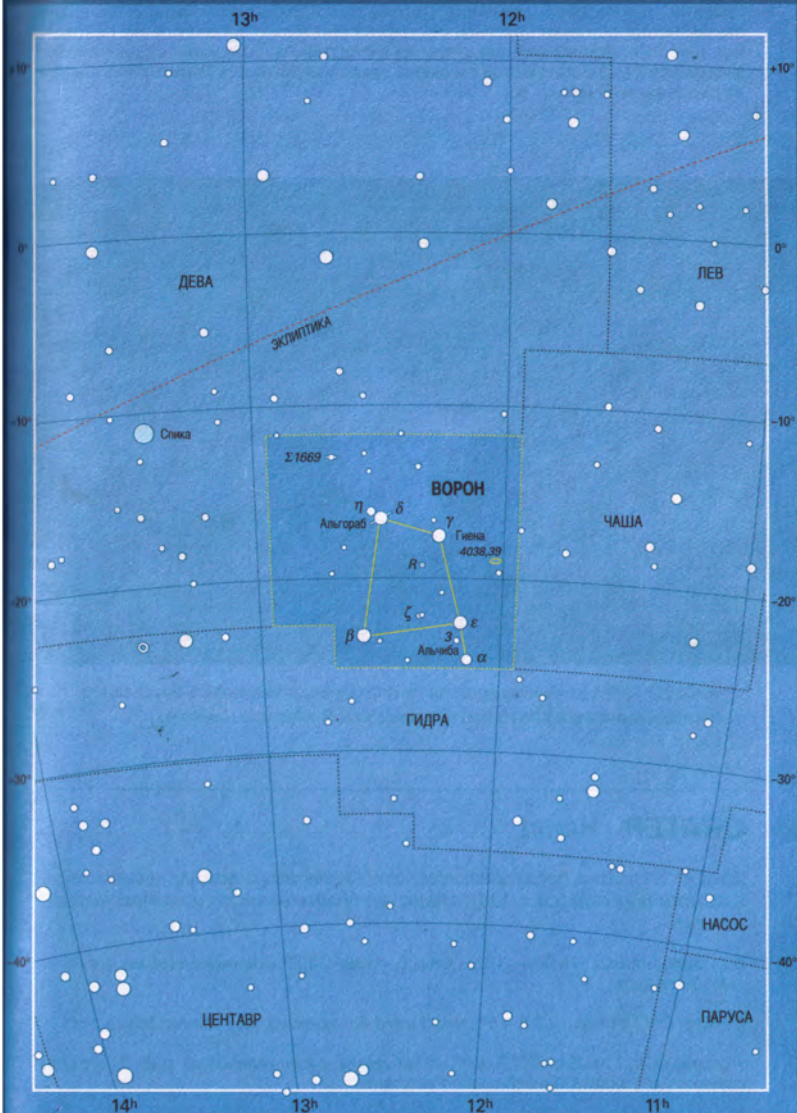 13h 12h
+10° +10°
0° 0°
ДЕВА ЛЕВ
ЭКЛИПТИКА
-10° -10°
Спика
Σ1669
ВОРОН
η δ
Альгораб
γ
Гиена
ЧАША
4038,39
R
-20° -20°
ζ ε
β 3
Альчиба α
ГИДРА
-30° -30°
НАСОС
-40° -40°
ЦЕНТАВР ПАРУСА
14h 13h 12h 11h